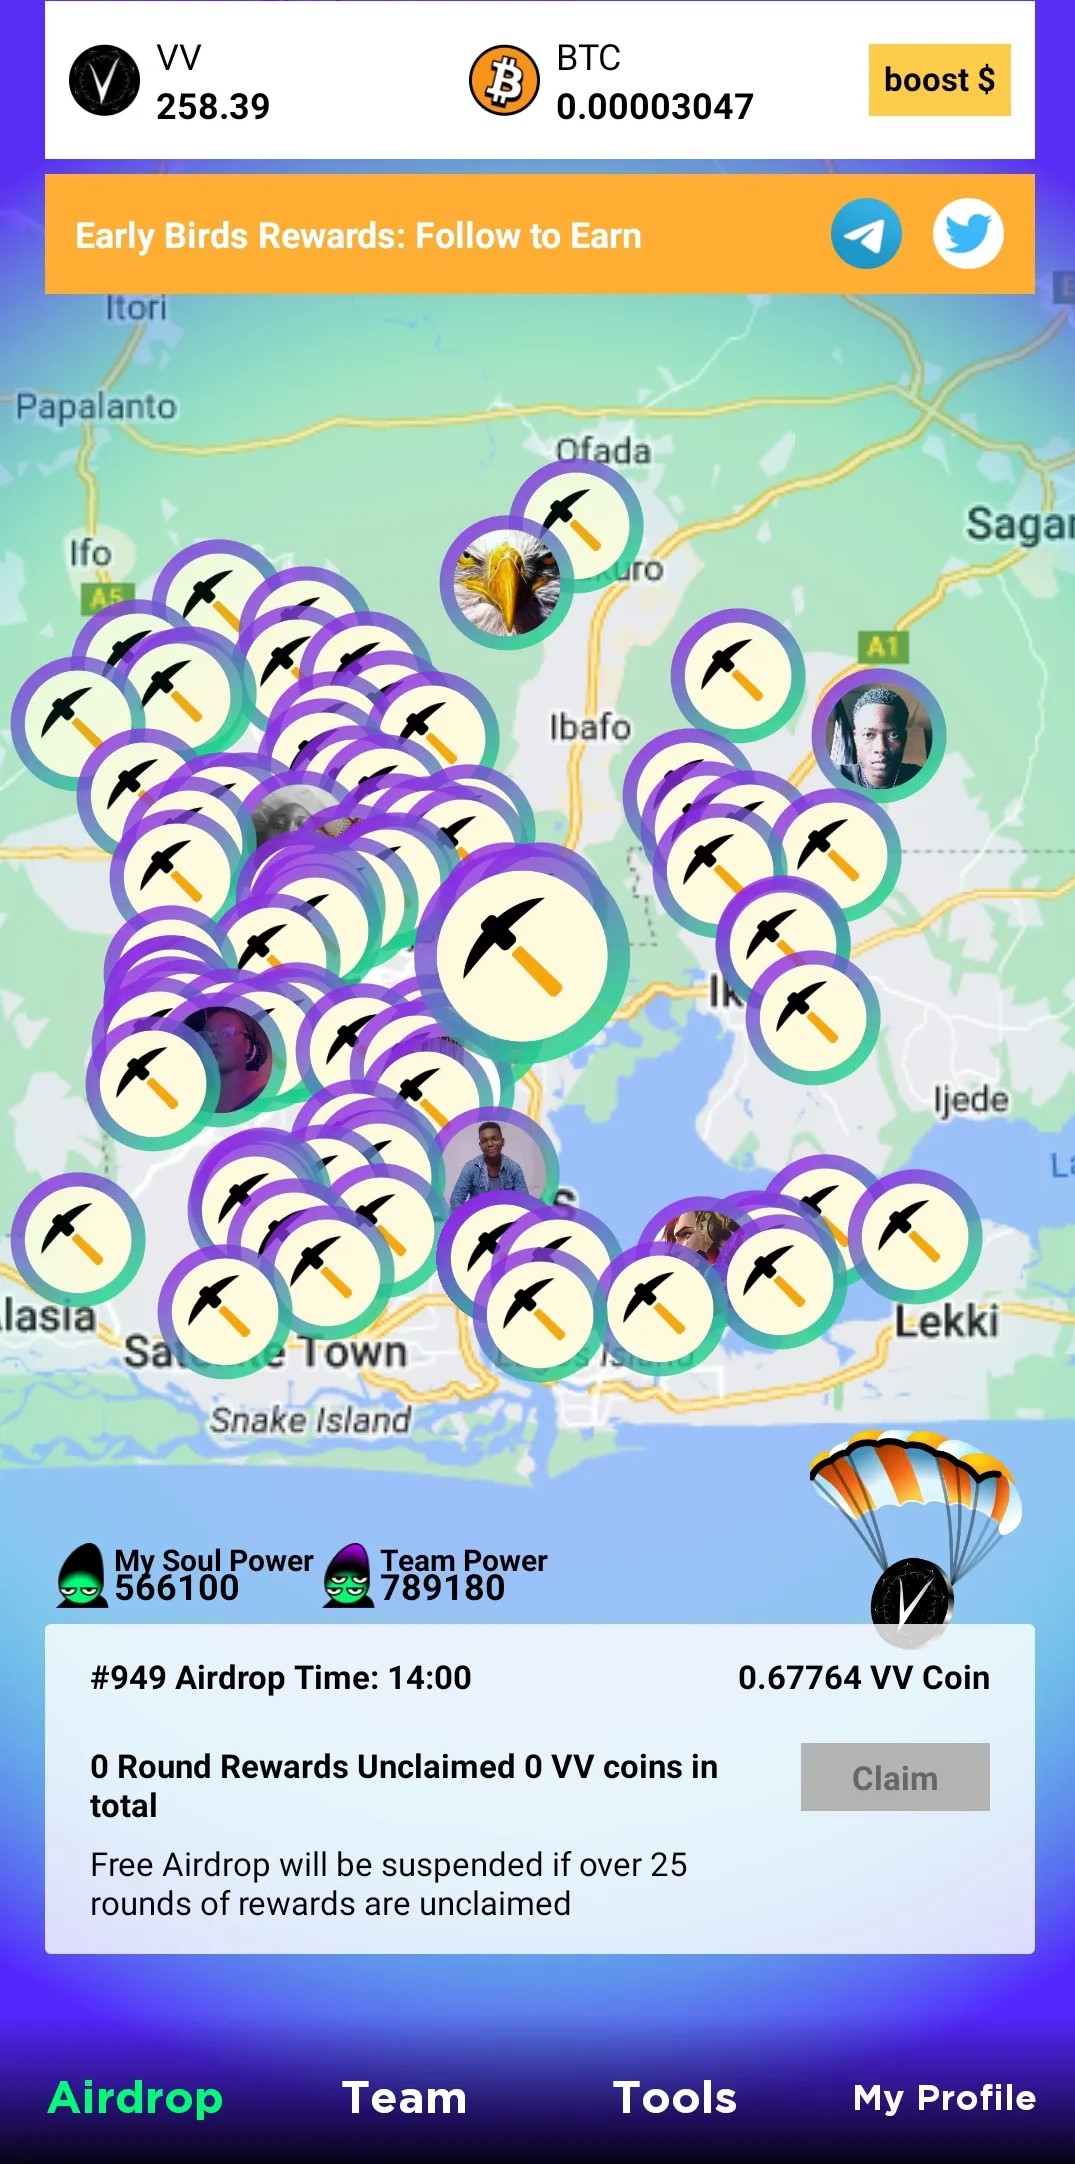 VV
258.39
BTC
0.00003047
boost $
Early Birds Rewards: Follow to Earn
Itori
Papalanto
Ofada
Sagar
Ifo
A5
uro
A1
Ibafo
Ik
Ijede
La
s
lasia
Lekki
Sa e Town
Island
Snake Island
My Soul Power
566100
Team Power
789180
#949 Airdrop Time: 14:00
0.67764 VV Coin
0 Round Rewards Unclaimed 0 VV coins in
total
Claim
Free Airdrop will be suspended if over 25
rounds of rewards are unclaimed
Airdrop
Team
Tools
My Profile